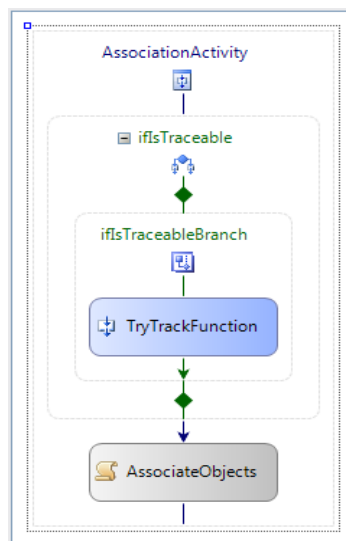 AssociationActivity
ifIsTraceable
ifIsTraceableBranch
TryTrackFunction
AssociateObjects